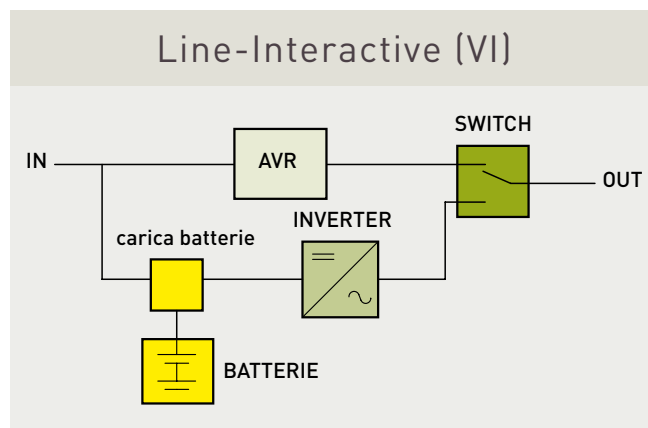 Line-Interactive (VI)
SWITCH
IN
AVR
OUT
INVERTER
carica batterie
BATTERIE